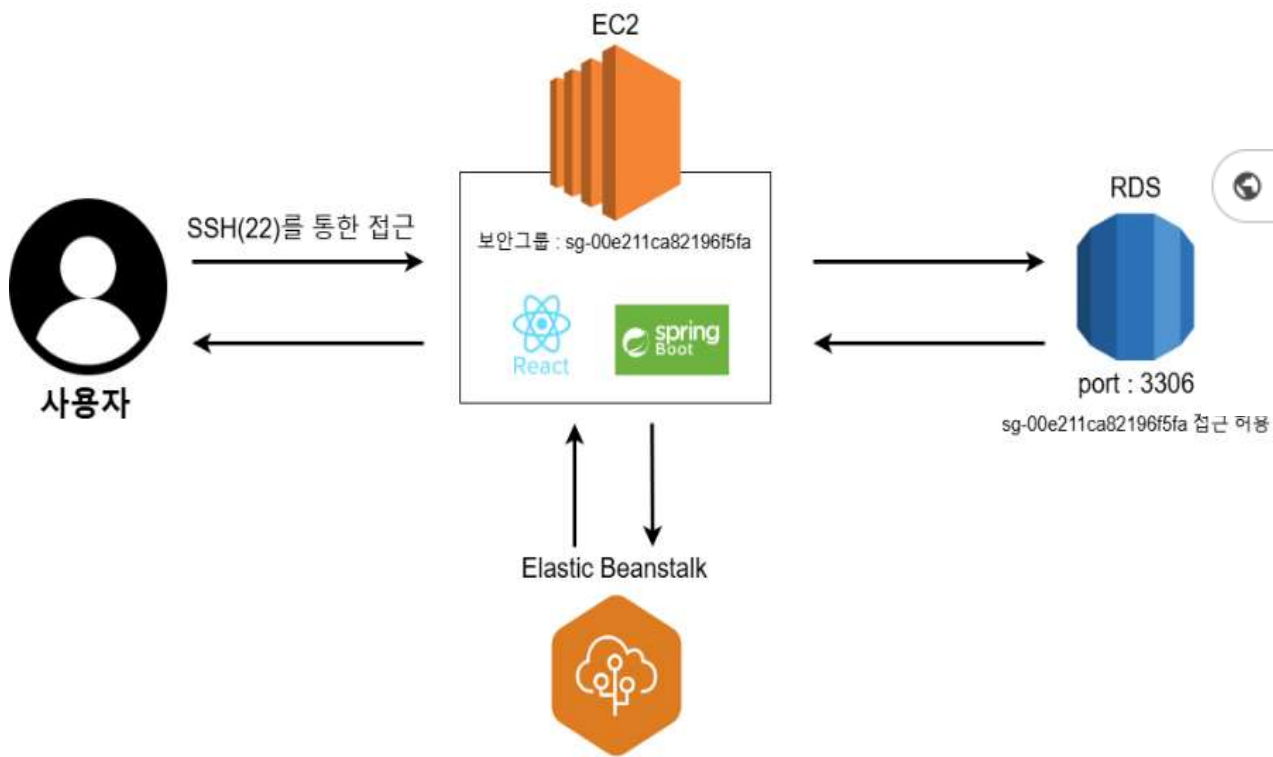 EC2
SSH(22)를 통한 접근
보안그룹 : sg-00e211ca82196f5fa
React
spring
Boot
사용자
RDS
port : 3306
sg-00e211ca82196f5fa 접근 허용
Elastic Beanstalk